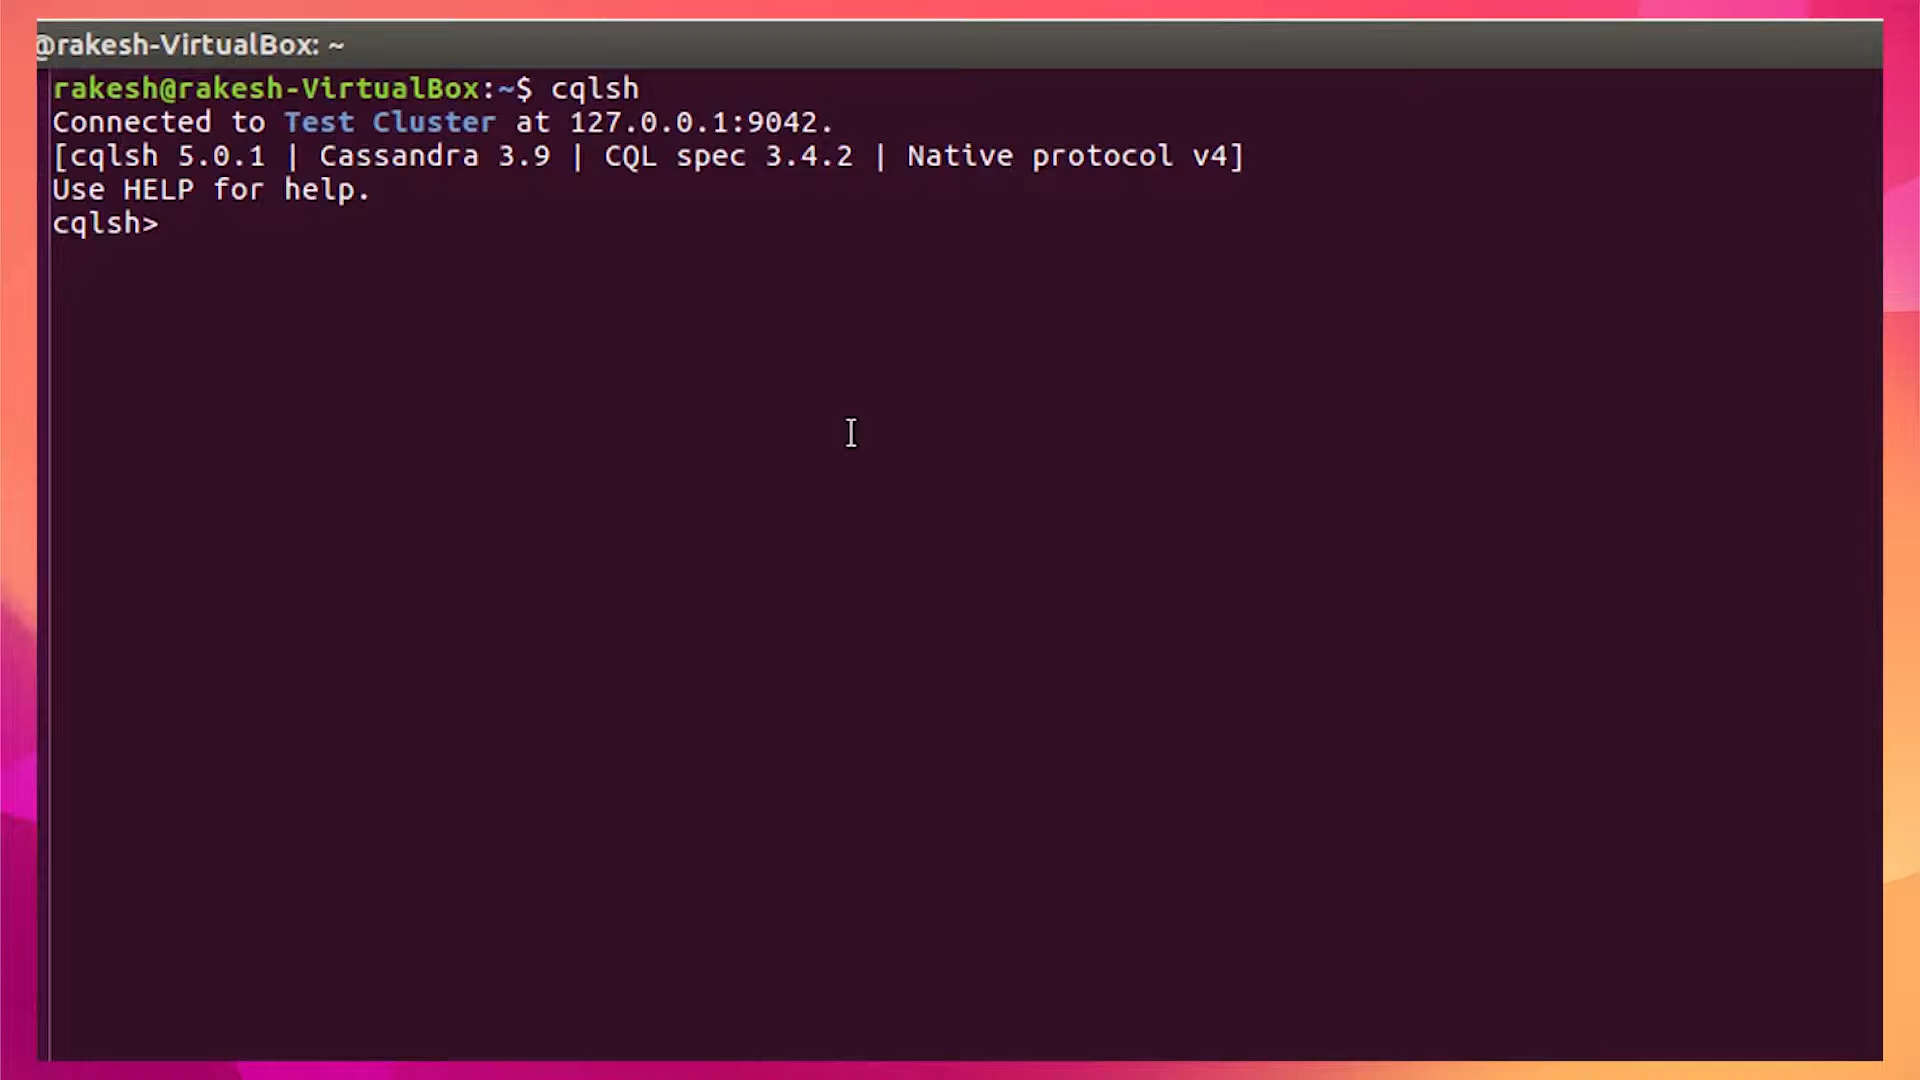 @rakesh-VirtualBox: ~
rakesh@rakesh-VirtualBox:~$ cqlsh
Connected to Test Cluster at 127.0.0.1:9042.
[cqlsh 5.0.1 | Cassandra 3.9 | CQL spec 3.4.2 | Native protocol v4]
Use HELP for help.
cqlsh>